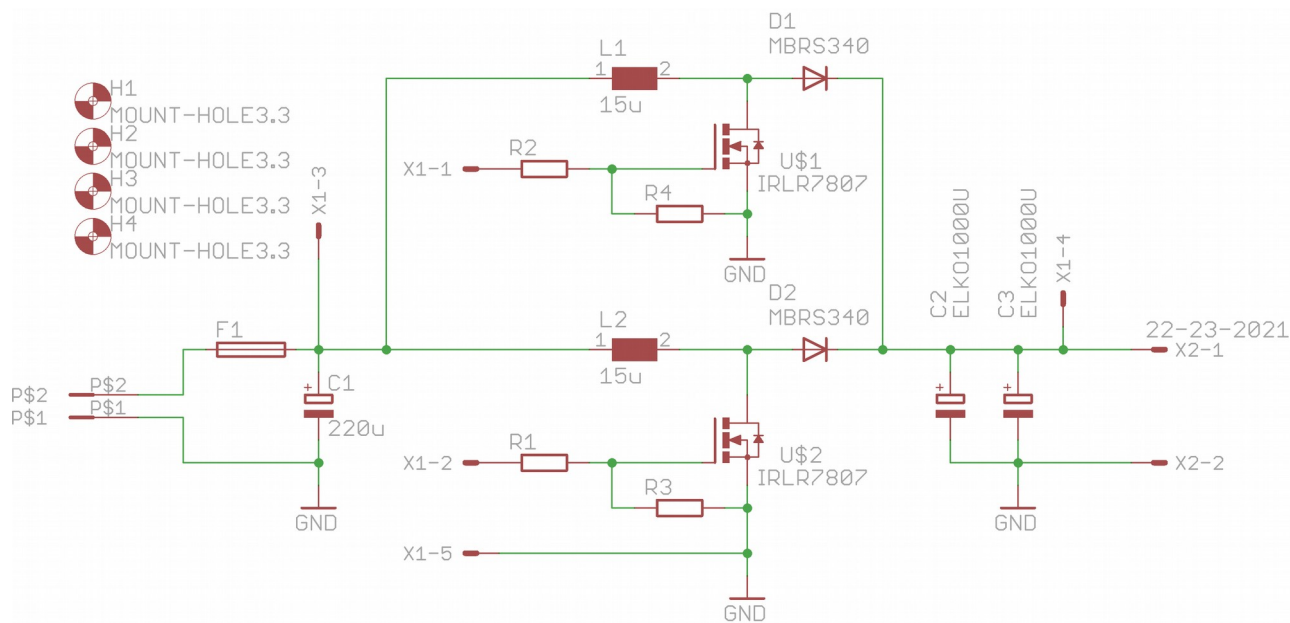 D1
MBRS340
L1
1
2
15u
H1
MOUNT-HOLE3.3
H2
MOUNT-HOLE3.3
H3
MOUNT-HOLE3.3
H4
MOUNT-HOLE3.3
X1-3
X1-1
R2
R4
U$1
IRLR7807
GND
C2
ELKO1000U
C3
ELKO1000U
X1-4
D2
MBRS340
L2
1
2
15u
F1
22-23-2021
X2-1
P$2
P$2
P$1
P$1
+
C1
220u
+
+
X1-2
R1
R3
U$2
IRLR7807
X2-2
GND
GND
X1-5
GND